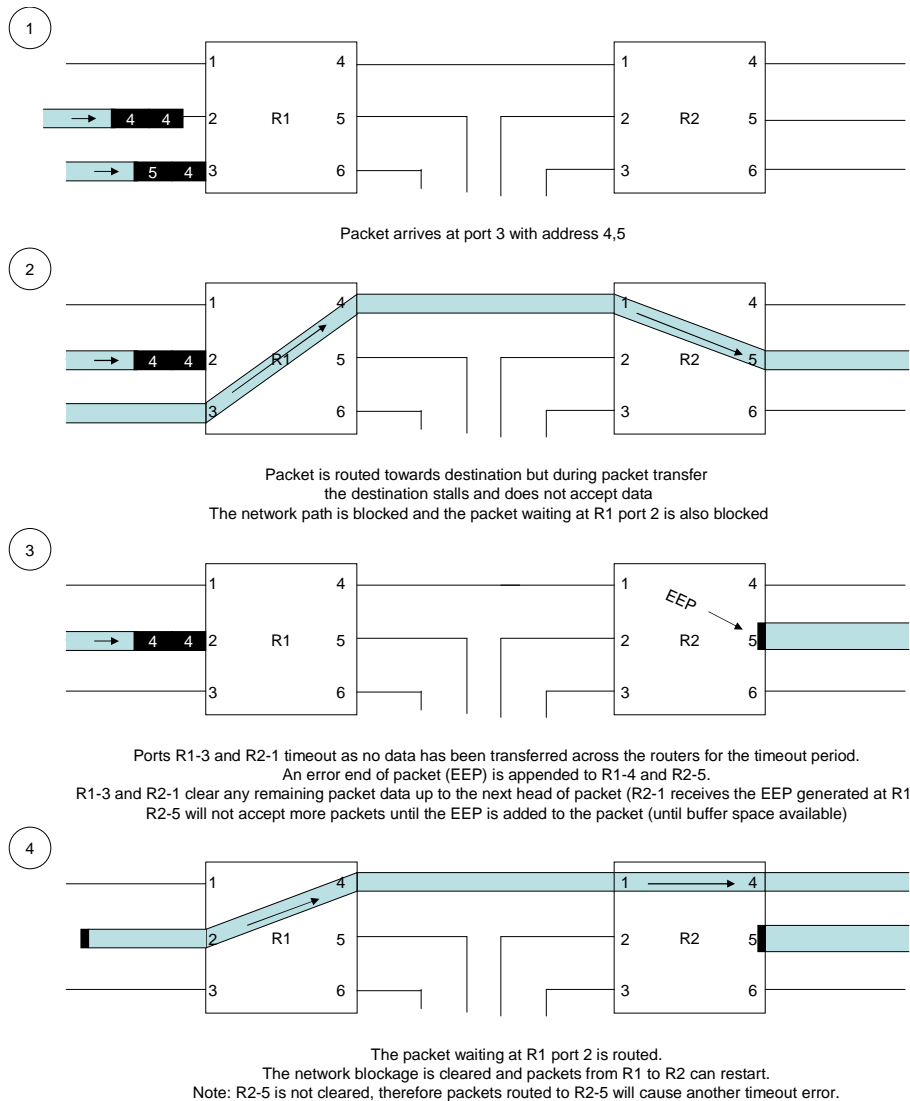 1
1 4 1 4
4 4 2 R1 5 2 R2 5
5 4 3 6 3 6
Packet arrives at port 3 with address 4,5
2
1 4 1 4
4 4 2 R1 5 2 R2 5
3 6 3 6
Packet is routed towards destination but during packet transfer
the destination stalls and does not accept data
The network path is blocked and the packet waiting at R1 port 2 is also blocked
3
1 4 1 4
EEP
4 4 2 R1 5 2 R2 5
3 6 3 6
Ports R1-3 and R2-1 timeout as no data has been transferred across the routers for the timeout period.
An error end of packet (EEP) is appended to R1-4 and R2-5.
R1-3 and R2-1 clear any remaining packet data up to the next head of packet (R2-1 receives the EEP generated at R1
R2-5 will not accept more packets until the EEP is added to the packet (until buffer space available)
4
1 4 1 4
2 R1 5 2 R2 5
3 6 3 6
The packet waiting at R1 port 2 is routed.
The network blockage is cleared and packets from R1 to R2 can restart.
Note: R2-5 is not cleared, therefore packets routed to R2-5 will cause another timeout error.